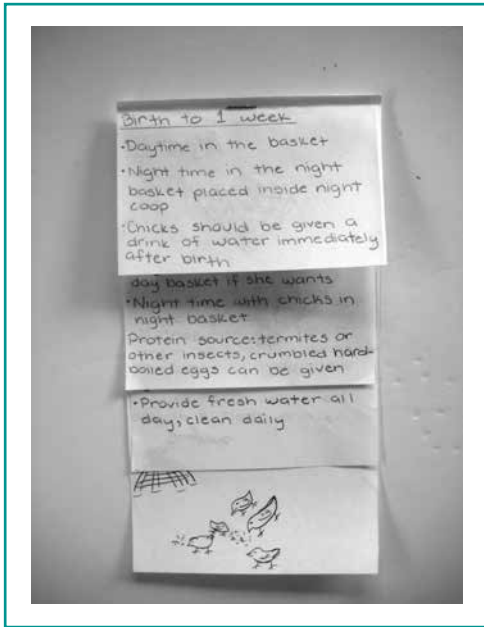 Birth to 1 week
•Daytime in the basket
•Night time in the night
basket placed inside night
coop
•Chicks should be given a
drink of water immediately
after birth
day basket if she wants
•Night time with chicks in
night basket
Protein source: termites or
other insects, crumbled hard-
boiled eggs can be given
•Provide fresh water all
day, clean daily